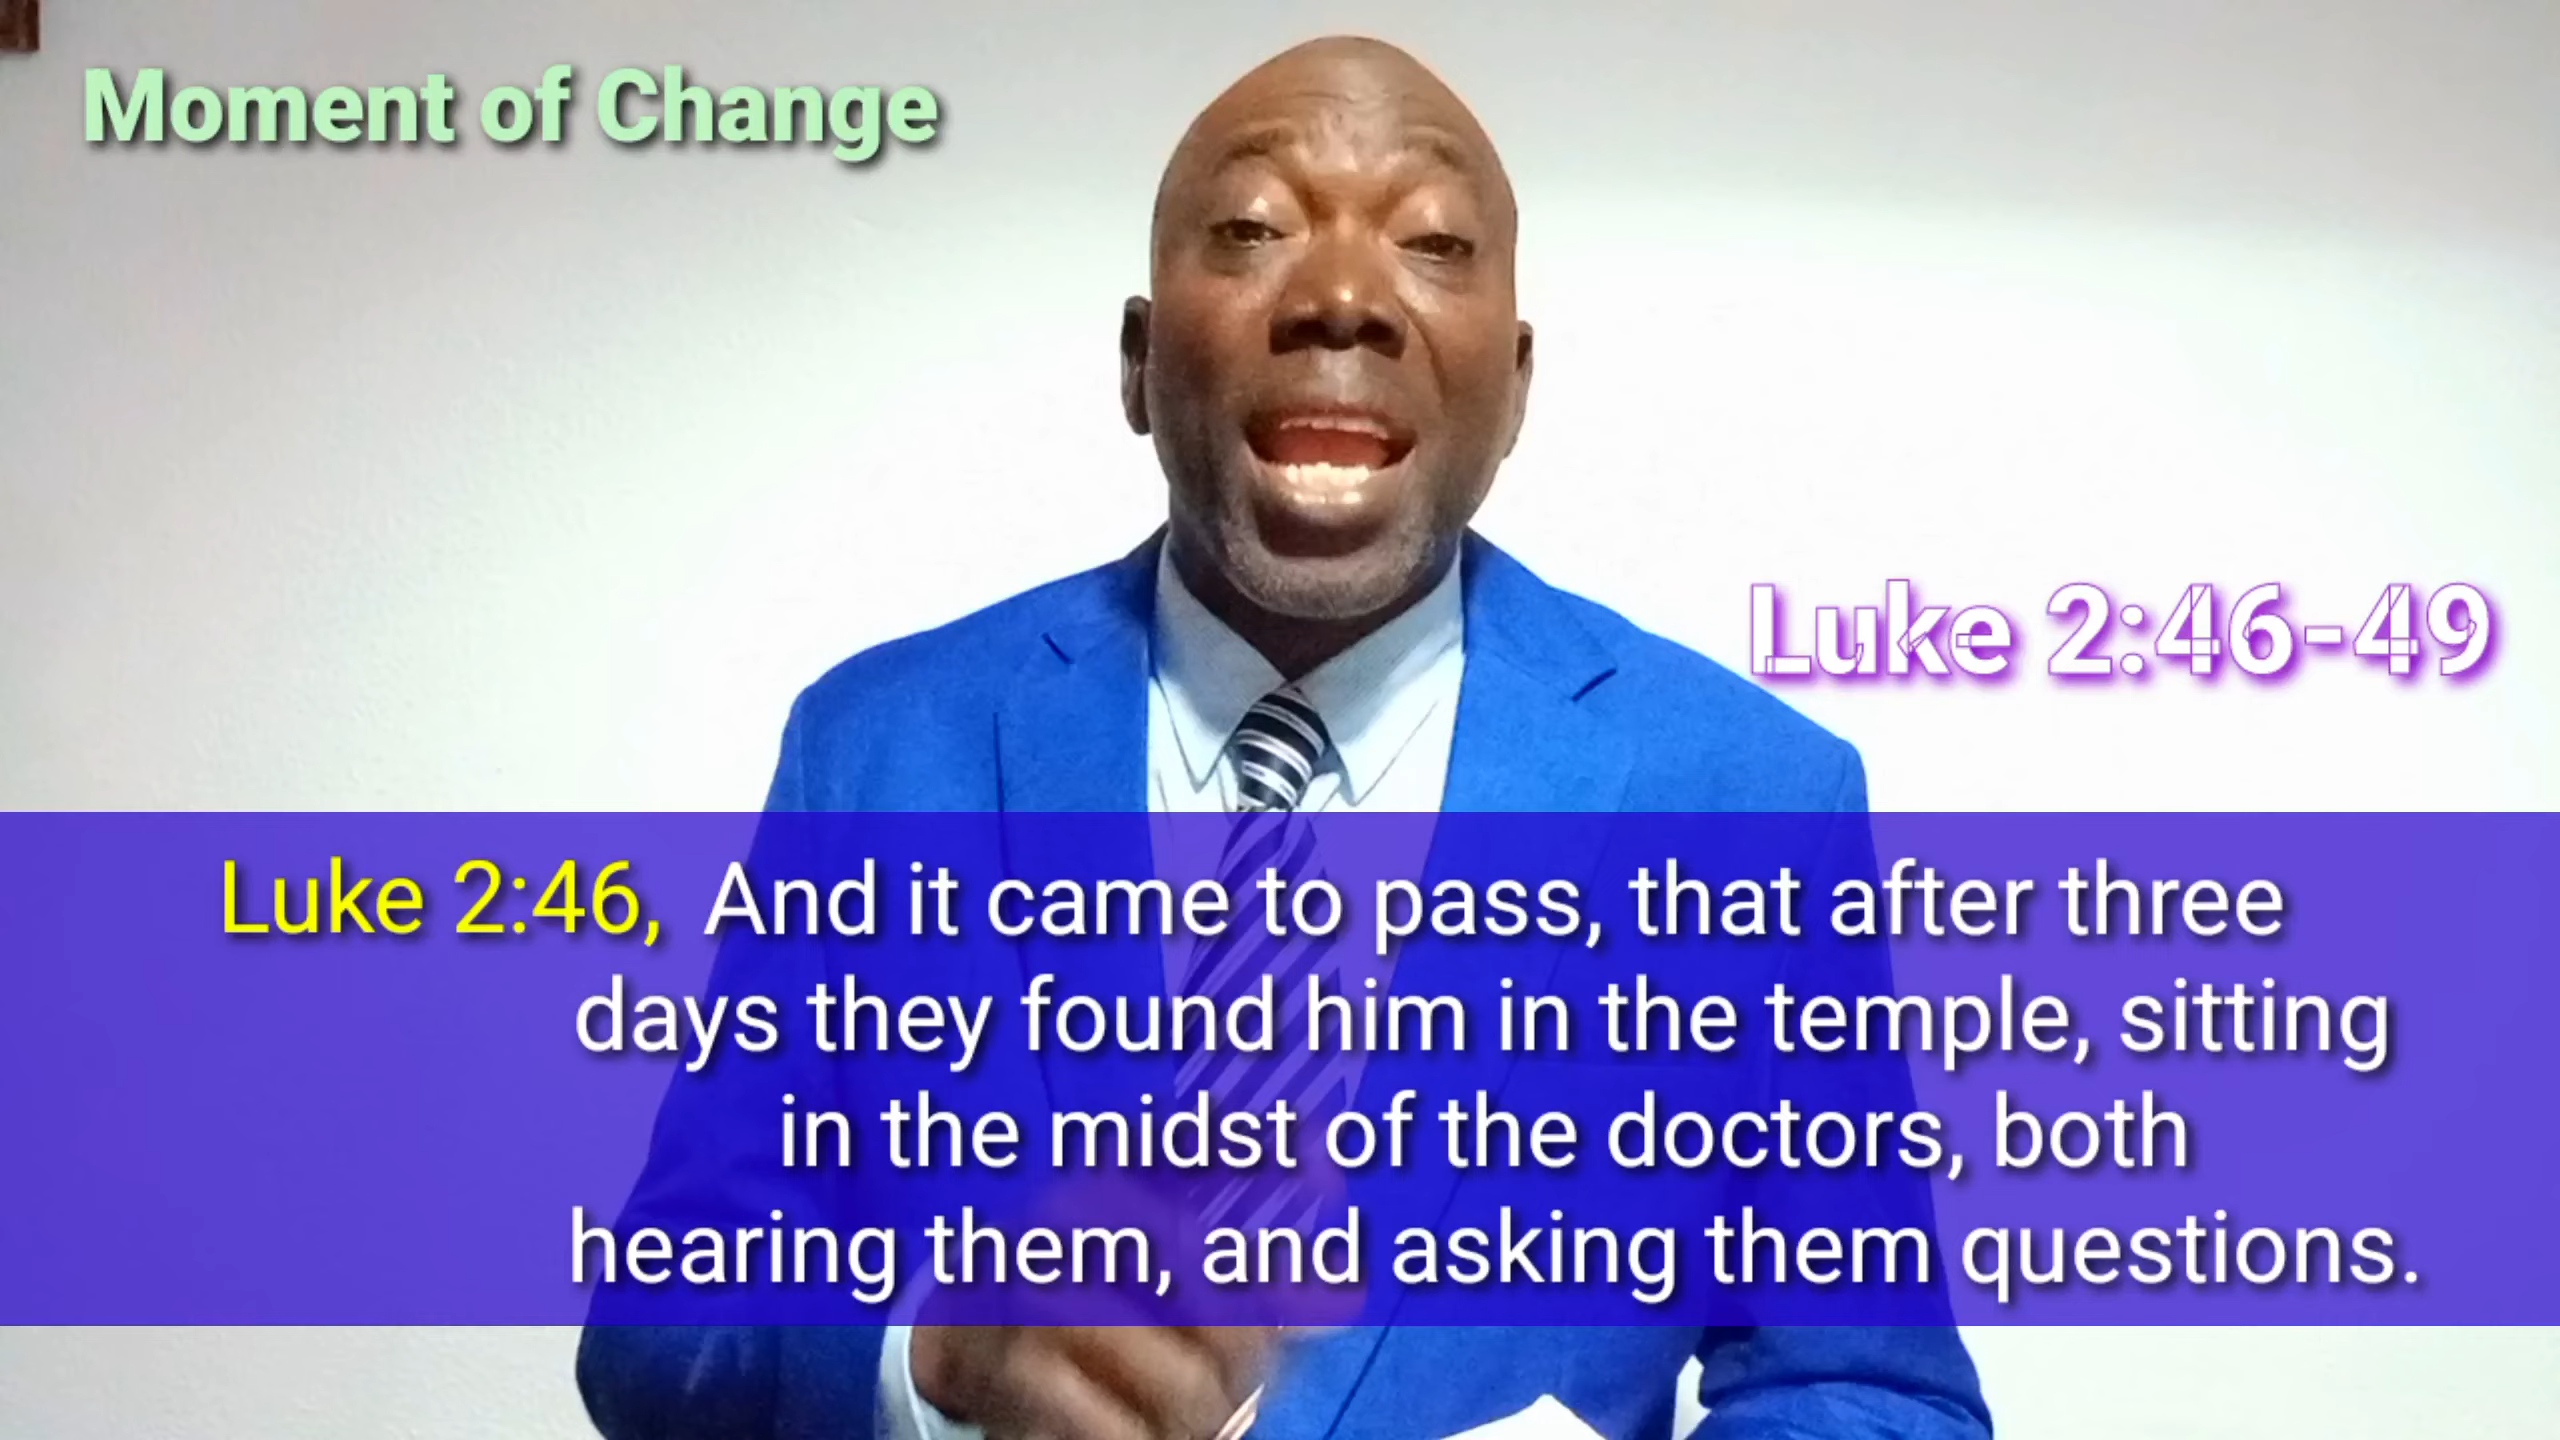 Moment of Change
Luke 2:46-49
Luke 2:46, And it came to pass, that after three
days they found him in the temple, sitting
in the midst of the doctors, both
hearing them, and asking them questions.